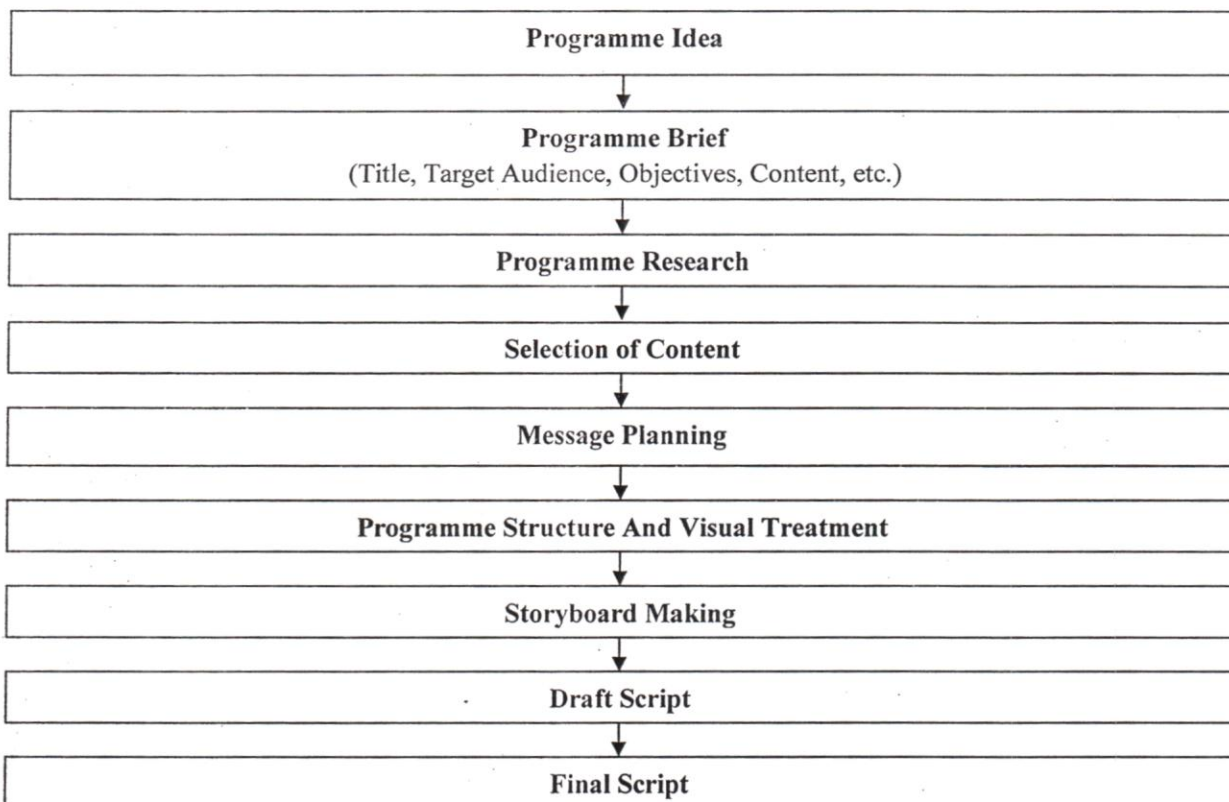 Programme Idea
Programme Brief
(Title, Target Audience, Objectives, Content, etc.)
Programme Research
Selection of Content
Message Planning
Programme Structure And Visual Treatment
Storyboard Making
Draft Script
Final Script